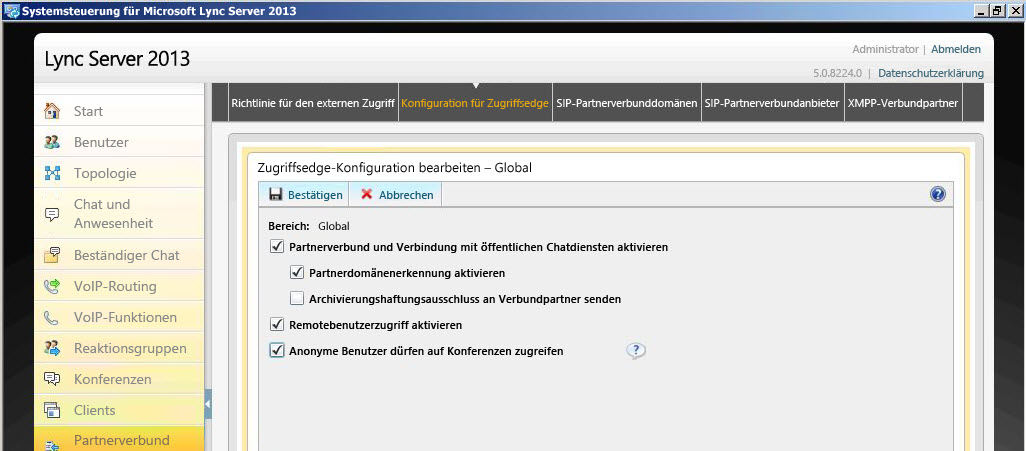 Systemsteuerung für Microsoft Lync Server 2013
Lync Server 2013
Administrator | Abmelden
5.0.8224.0 | Datenschutzerklärung
Start
Benutzer
Topologie
Chat und
Anwesenheit
Beständiger Chat
VoIP-Routing
VoIP-Funktionen
Reaktionsgruppen
Konferenzen
Clients
Partnerverbund
Richtlinie für den externen Zugriff Konfiguration für Zugriffsedge SIP-Partnerverbunddomänen SIP-Partnerverbundanbieter XMPP-Verbundpartner
Zugriffsedge-Konfiguration bearbeiten – Global
Bestätigen Abbrechen ?
Bereich: Global
Partnerverbund und Verbindung mit öffentlichen Chatdiensten aktivieren
Partnerdomänenerkennung aktivieren
Archivierungshaftungsausschluss an Verbundpartner senden
Remotebenutzerzugriff aktivieren
Anonyme Benutzer dürfen auf Konferenzen zugreifen ?